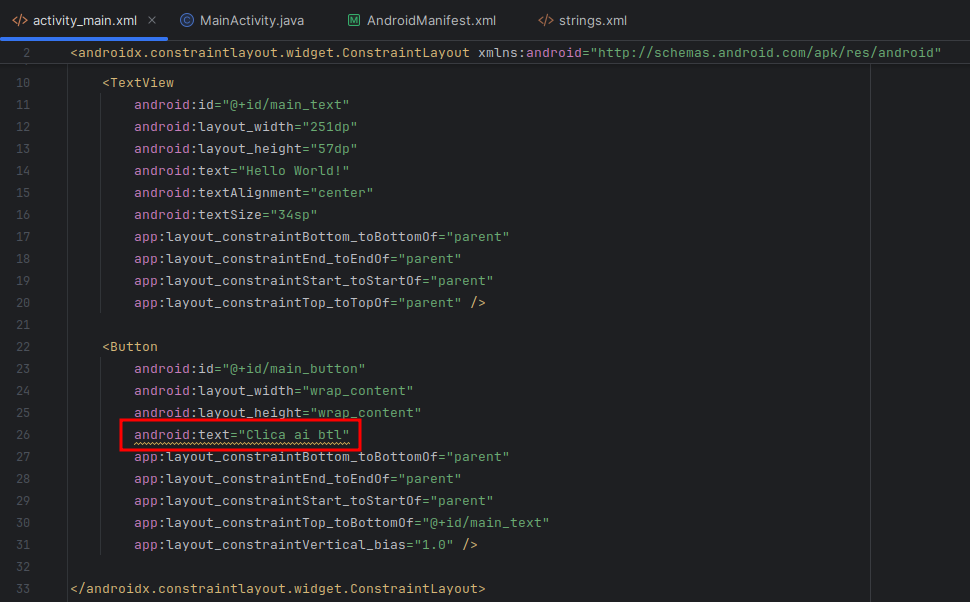 </> activity_main.xml × © MainActivity.java M AndroidManifest.xml </> strings.xml
2 <androidx.constraintlayout.widget.ConstraintLayout xmlns:android="http://schemas.android.com/apk/res/android"
10 <TextView
11 android:id="@+id/main_text"
12 android:layout_width="251dp"
13 android:layout_height="57dp"
14 android:text="Hello World!"
15 android:textAlignment="center"
16 android:textSize="34sp"
17 app:layout_constraintBottom_toBottomOf="parent"
18 app:layout_constraintEnd_toEndOf="parent"
19 app:layout_constraintStart_toStartOf="parent"
20 app:layout_constraintTop_toTopOf="parent" />
21
22 <Button
23 android:id="@+id/main_button"
24 android:layout_width="wrap_content"
25 android:layout_height="wrap_content"
26 android:text="Clica ai btl"
27 app:layout_constraintBottom_toBottomOf="parent"
28 app:layout_constraintEnd_toEndOf="parent"
29 app:layout_constraintStart_toStartOf="parent"
30 app:layout_constraintTop_toBottomOf="@+id/main_text"
31 app:layout_constraintVertical_bias="1.0" />
32
33 </androidx.constraintlayout.widget.ConstraintLayout>